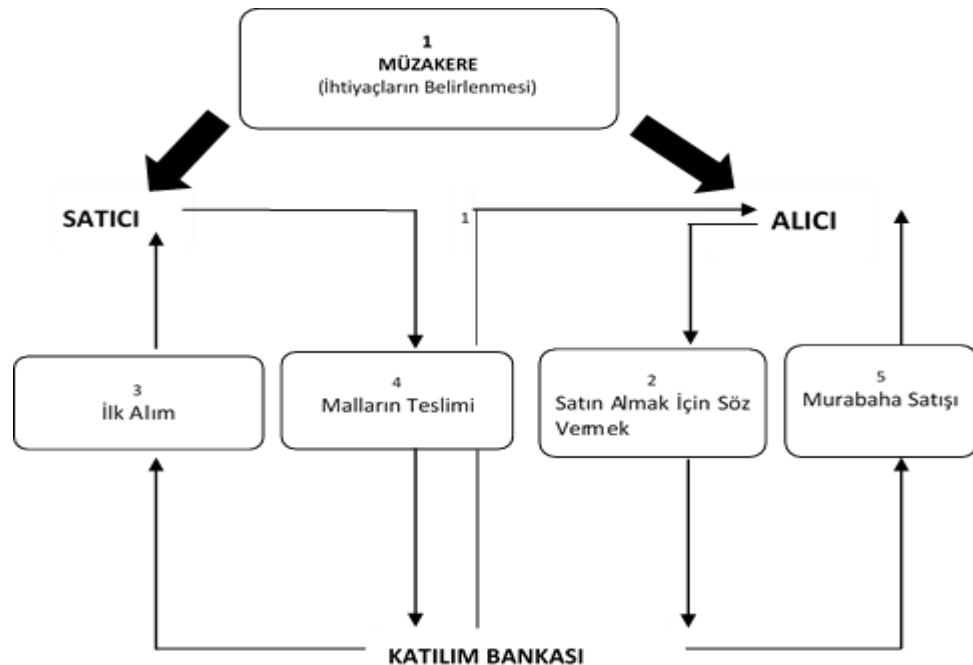 1
MÜZAKERE
(İhtiyaçların Belirlenmesi)
SATICI
1
ALICI
3
İlk Alım
4
Malların Teslimi
2
Satın Almak İçin Söz
Vermek
5
Murabaha Satışı
KATILIM BANKASI